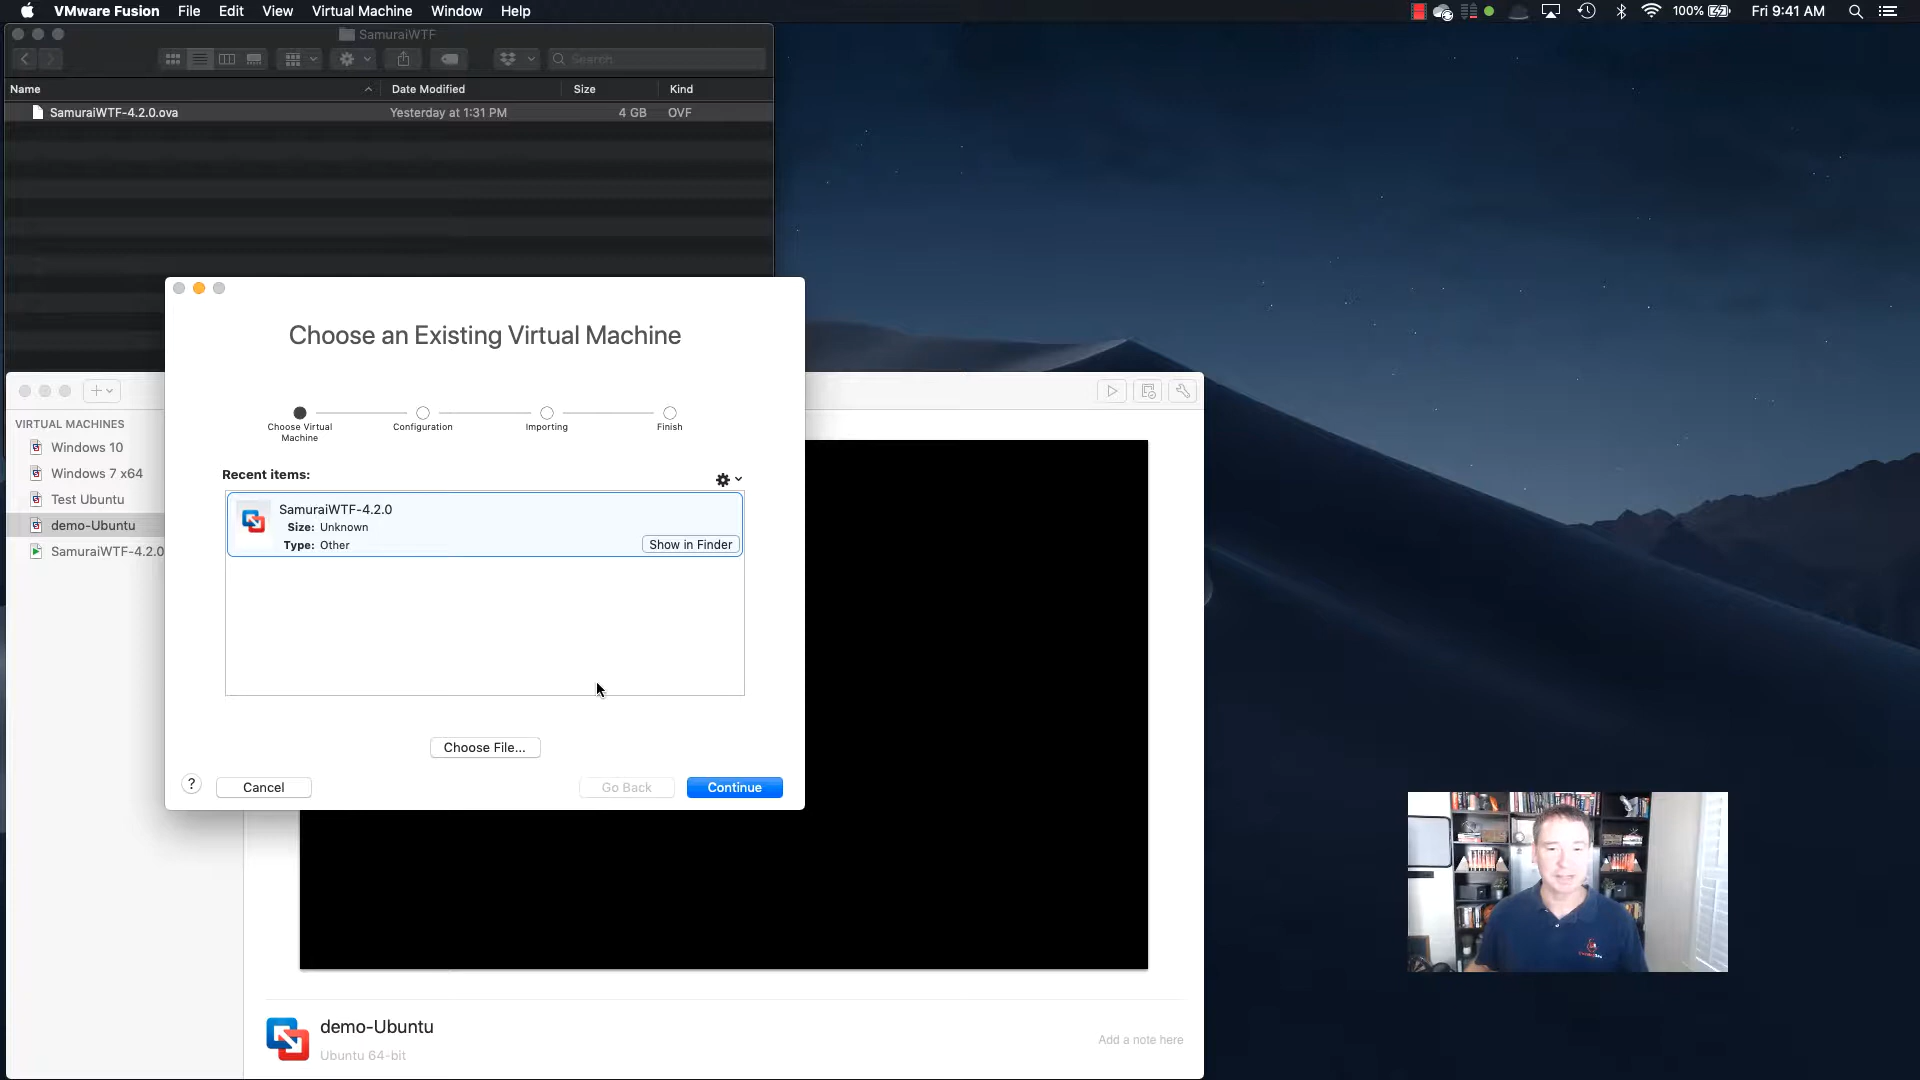 VMware Fusion File Edit View Virtual Machine Window Help 100% Fri 9:41 AM
SamuraiWTF
Search
Name Date Modified Size Kind
SamuraiWTF-4.2.0.ova Yesterday at 1:31 PM 4 GB OVF
Choose an Existing Virtual Machine
Choose Virtual
Machine
Configuration
Importing
Finish
Recent items:
SamuraiWTF-4.2.0
Size: Unknown
Type: Other
Show in Finder
Choose File...
? Cancel Go Back Continue
VIRTUAL MACHINES
Windows 10
Windows 7 x64
Test Ubuntu
demo-Ubuntu
SamuraiWTF-4.2.0
demo-Ubuntu
Ubuntu 64-bit
Add a note here